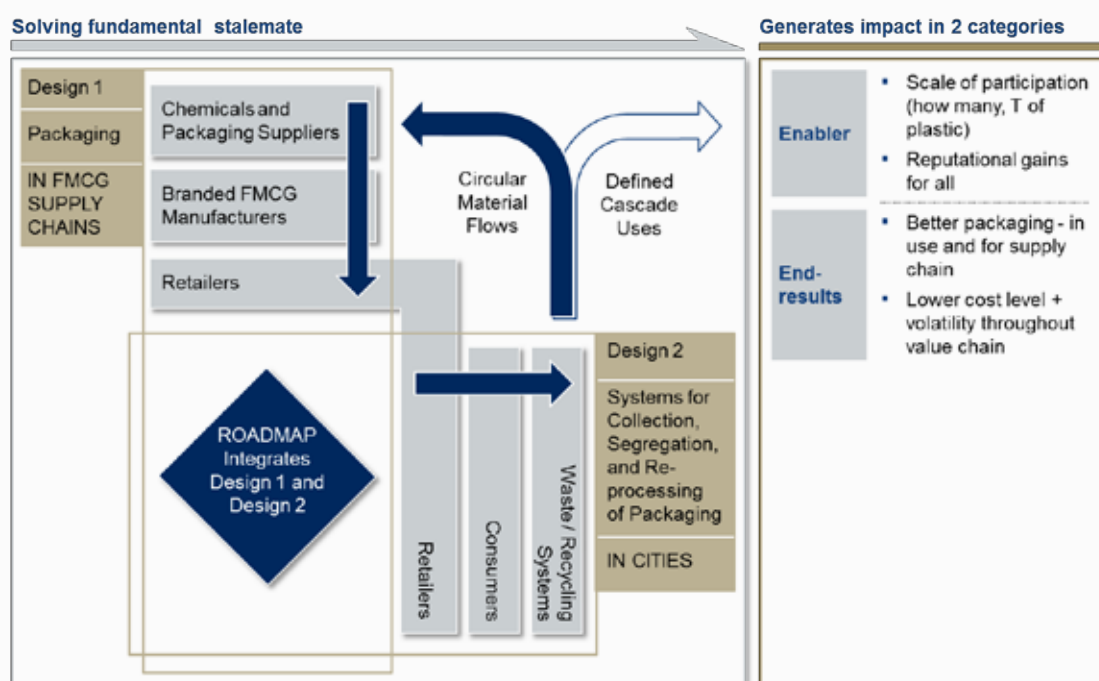 Solving fundamental stalemate
Generates impact in 2 categories
Design 1
Packaging
IN FMCG
SUPPLY
CHAINS
Chemicals and
Packaging Suppliers
Branded FMCG
Manufacturers
Retailers
Circular
Material
Flows
Defined
Cascade
Uses
ROADMAP
Integrates
Design 1 and
Design 2
Retailers
Consumers
Waste / Recycling
Systems
Design 2
Systems for
Collection,
Segregation,
and Re-
processing
of Packaging
IN CITIES
Enabler
▪ Scale of participation
(how many, T of
plastic)
▪ Reputational gains
for all
End-
results
▪ Better packaging - in
use and for supply
chain
▪ Lower cost level +
volatility throughout
value chain